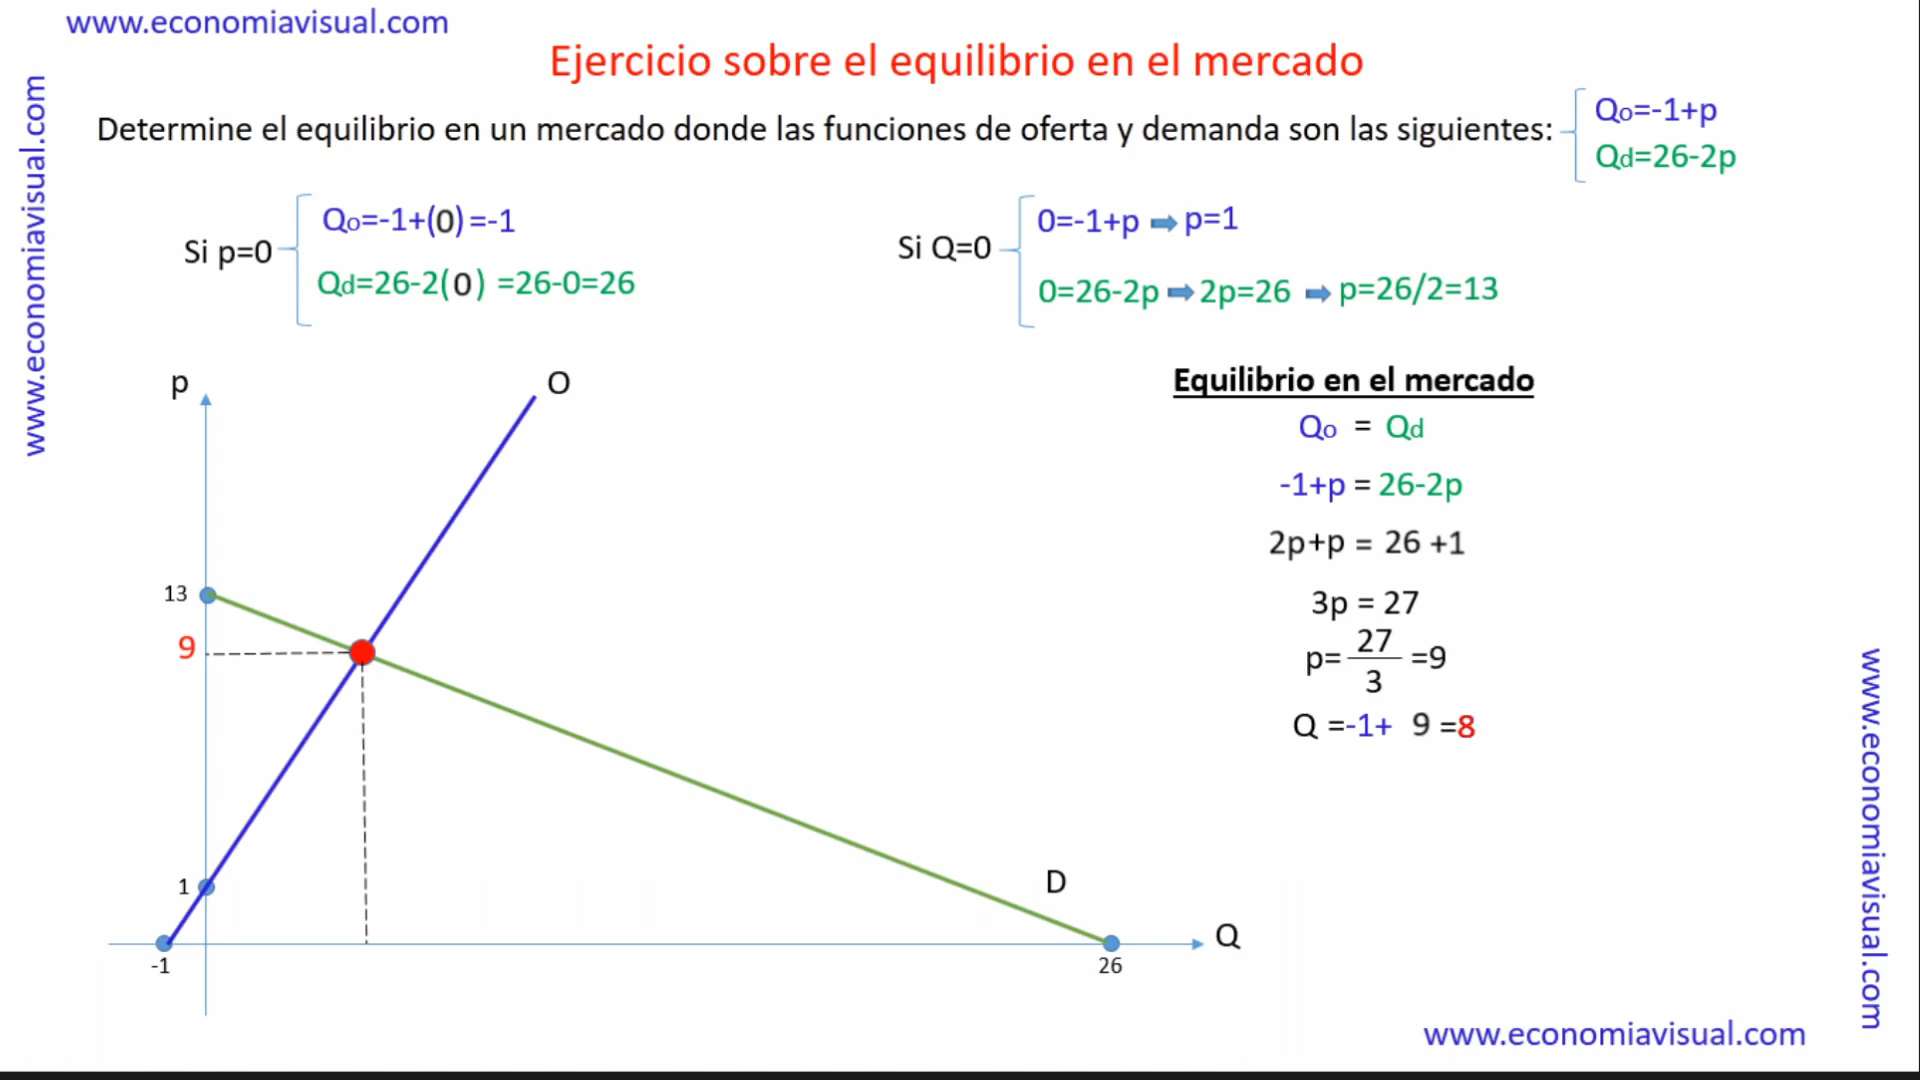 www.economiavisual.com
Ejercicio sobre el equilibrio en el mercado
www.economiavisual.com
Determine el equilibrio en un mercado donde las funciones de oferta y demanda son las siguientes:
Qo=-1+p
Qd=26-2p
Si p=0
Qo=-1+(0)=-1
Qd=26-2(0) =26-0=26
Si Q=0
0=-1+p ➡ p=1
0=26-2p ➡ 2p=26 ➡ p=26/2=13
p
O
13
9
1
-1
26
D
Q
Equilibrio en el mercado
Qo = Qd
-1+p = 26-2p
2p+p = 26 +1
3p = 27
p= 27/3 =9
Q =-1+ 9 =8
www.economiavisual.com
www.economiavisual.com